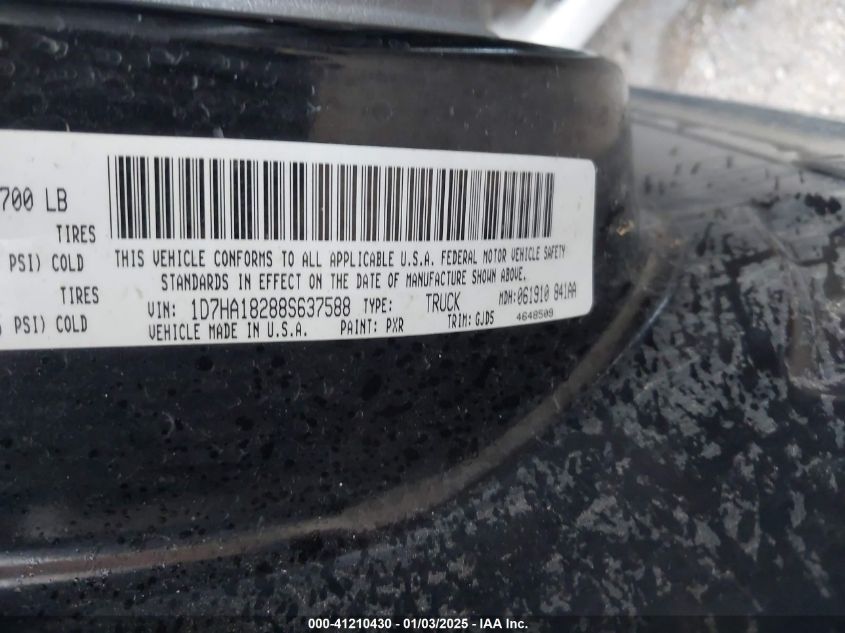 700 LB
TIRES
PSI) COLD
TIRES
PSI) COLD
THIS VEHICLE CONFORMS TO ALL APPLICABLE U.S.A. FEDERAL MOTOR VEHICLE SAFETY
STANDARDS IN EFFECT ON THE DATE OF MANUFACTURE SHOWN ABOVE.
VIN: 1D7HA18288S637588 TYPE: TRUCK MDH:061910 841AA
VEHICLE MADE IN U.S.A. PAINT: PXR TRIM: GJD5 4648509
000-41210430 - 01/03/2025 - IAA Inc.